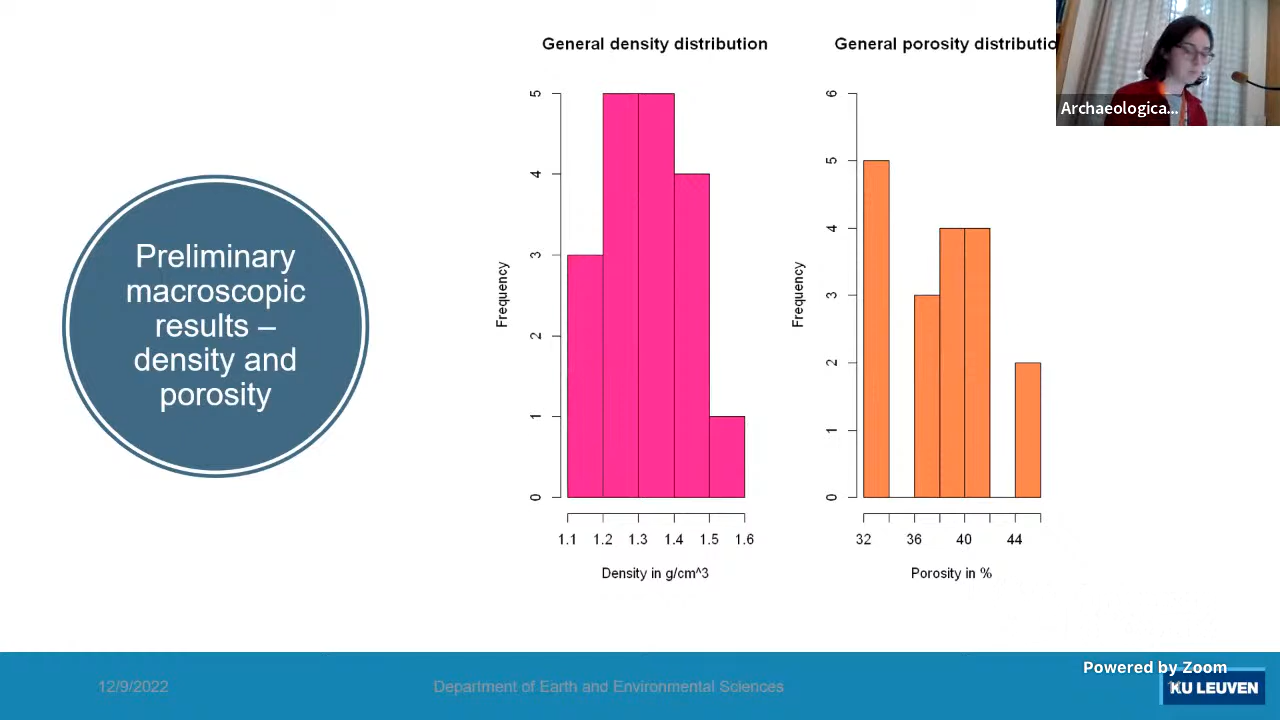 General density distribution
General porosity distributio
Archaeologica...
Preliminary
macroscopic
results –
density and
porosity
Frequency
0 1 2 3 4 5
1.1 1.2 1.3 1.4 1.5 1.6
Density in g/cm^3
Frequency
0 1 2 3 4 5 6
32 36 40 44
Porosity in %
12/9/2022
Department of Earth and Environmental Sciences
Powered by Zoom
KU LEUVEN